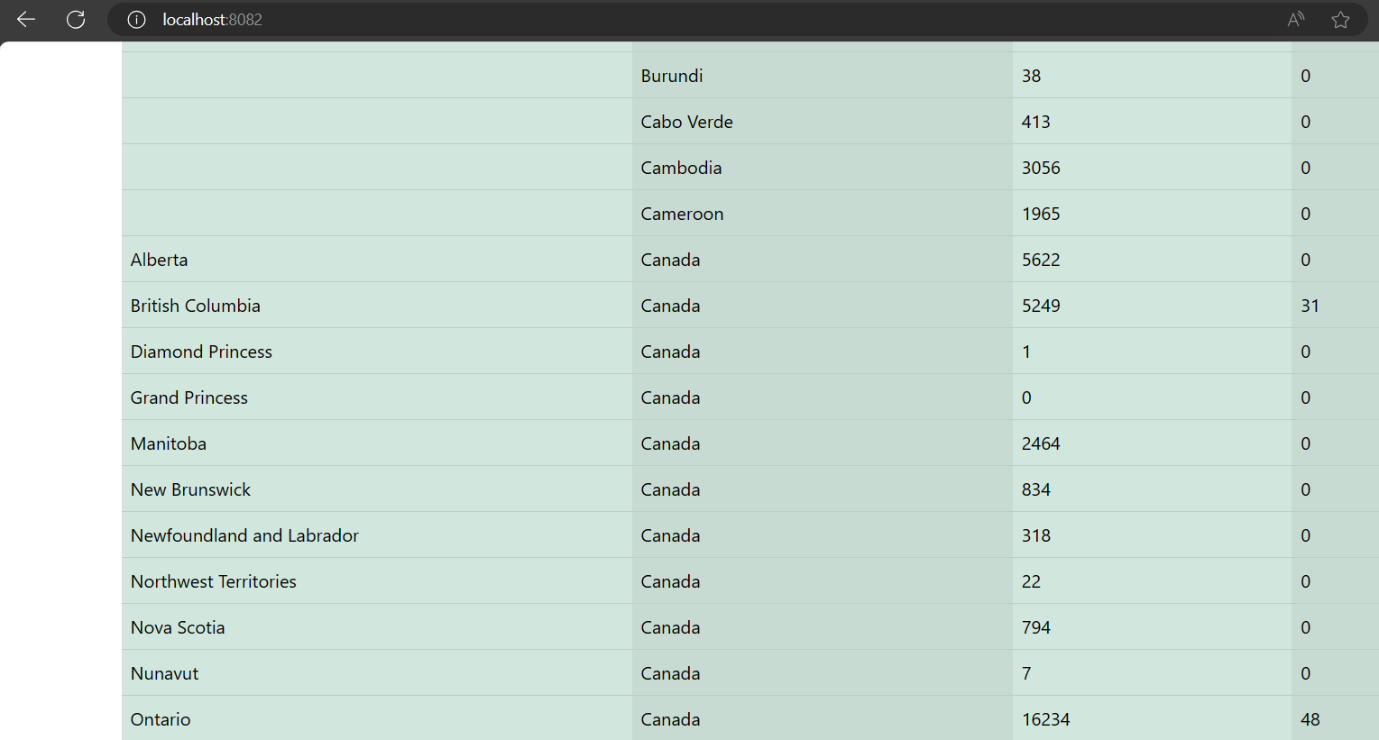 localhost:8082
Burundi 38 0
Cabo Verde 413 0
Cambodia 3056 0
Cameroon 1965 0
Alberta Canada 5622 0
British Columbia Canada 5249 31
Diamond Princess Canada 1 0
Grand Princess Canada 0 0
Manitoba Canada 2464 0
New Brunswick Canada 834 0
Newfoundland and Labrador Canada 318 0
Northwest Territories Canada 22 0
Nova Scotia Canada 794 0
Nunavut Canada 7 0
Ontario Canada 16234 48